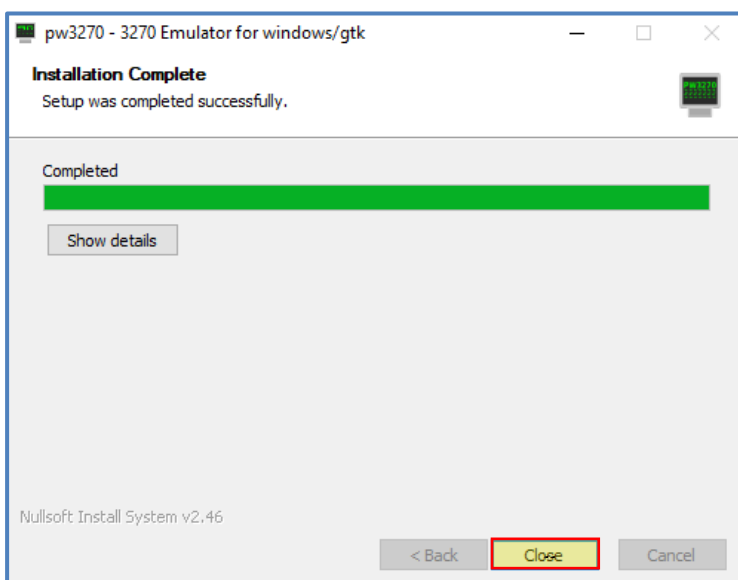 pw3270 - 3270 Emulator for windows/gtk
Installation Complete
Setup was completed successfully.
PW3270
Completed
Show details
Nullsoft Install System v2.46
< Back Close Cancel